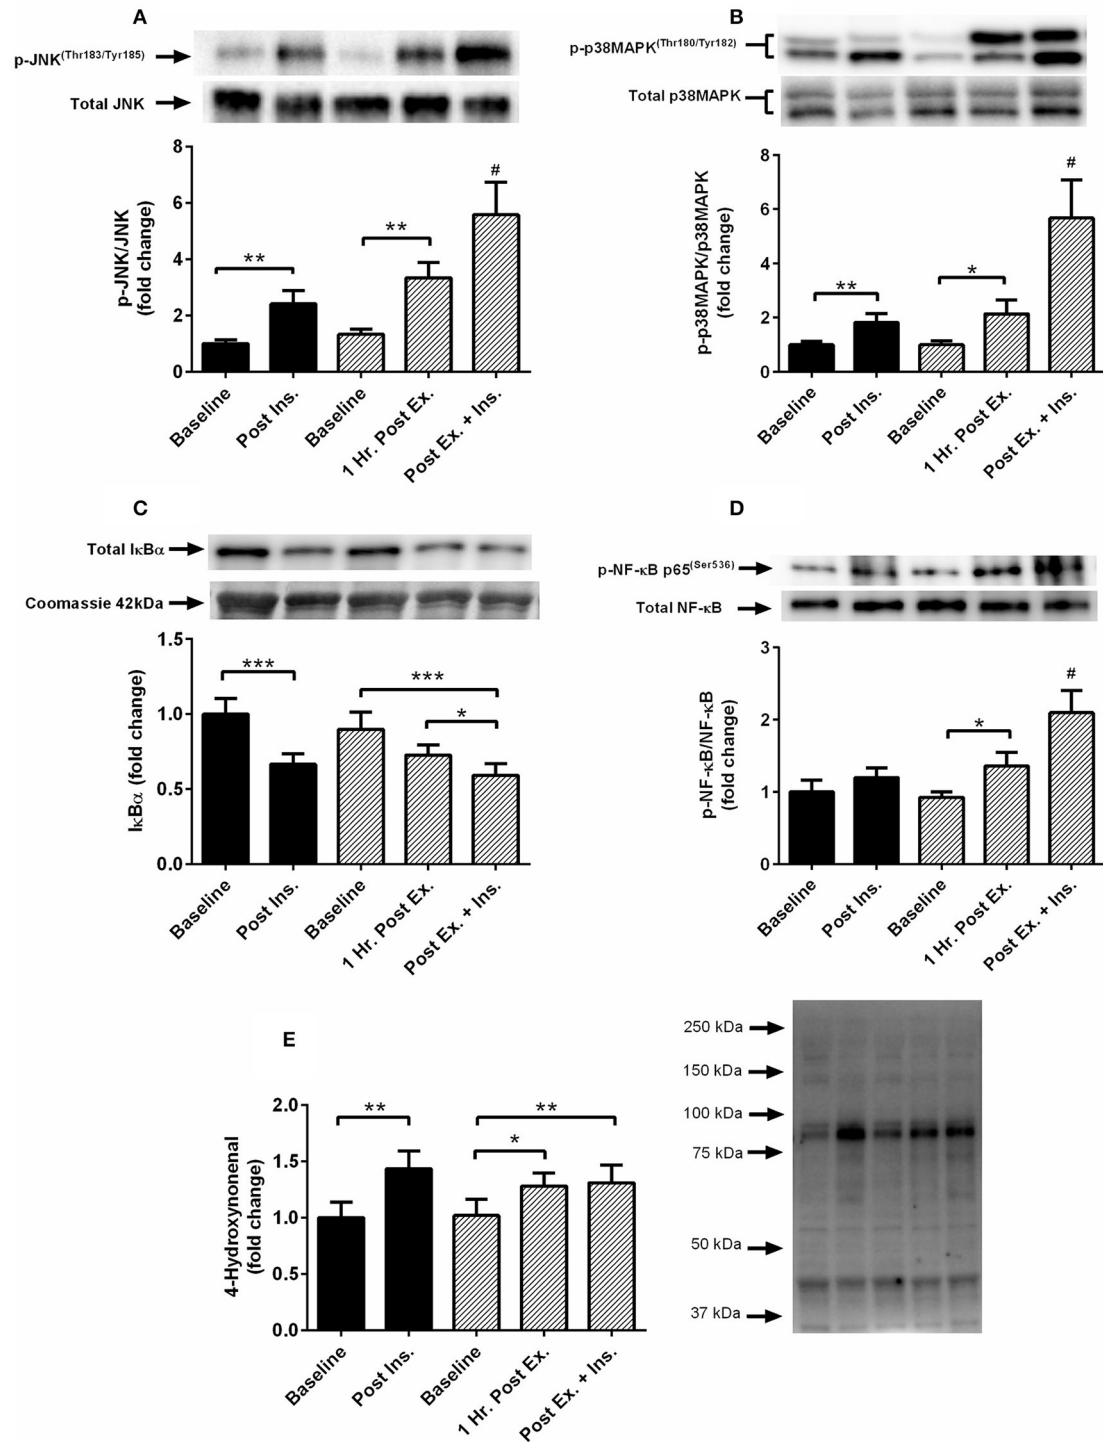 A
p-JNK(Thr183/Tyr185)
Total JNK
p-JNK/JNK
(fold change)
8
6
4
2
0
**
**
#
Baseline
Post Ins.
Baseline
1 Hr. Post Ex.
Post Ex. + Ins.
B
p-p38MAPK(Thr180/Tyr182)
Total p38MAPK
p-p38MAPK/p38MAPK
(fold change)
8
6
4
2
0
**
*
#
Baseline
Post Ins.
Baseline
1 Hr. Post Ex.
Post Ex. + Ins.
C
Total IκBα
Coomassie 42kDa
IκBα (fold change)
1.5
1.0
0.5
0.0
***
***
*
Baseline
Post Ins.
Baseline
1 Hr. Post Ex.
Post Ex. + Ins.
D
p-NF-κB p65(Ser536)
Total NF-κB
p-NF-κB/NF-κB
(fold change)
3
2
1
0
*
#
Baseline
Post Ins.
Baseline
1 Hr. Post Ex.
Post Ex. + Ins.
E
4-Hydroxynonenal
(fold change)
2.0
1.5
1.0
0.5
0.0
**
**
*
Baseline
Post Ins.
Baseline
1 Hr. Post Ex.
Post Ex. + Ins.
250 kDa
150 kDa
100 kDa
75 kDa
50 kDa
37 kDa